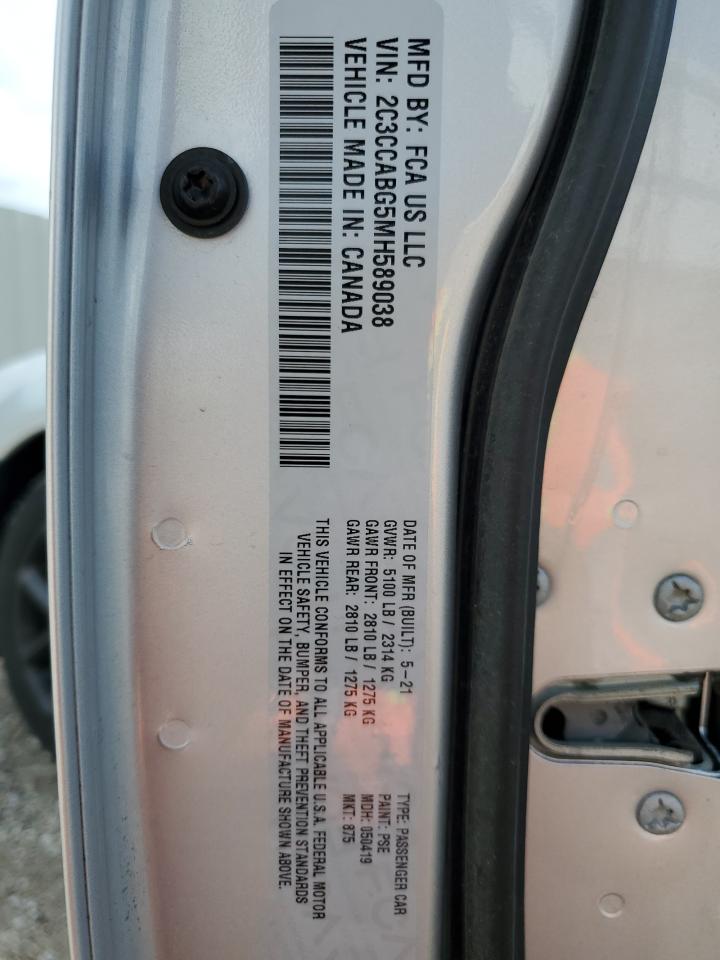 MFD BY: FCA US LLC
VIN: 2C3CCABG5MH589038
VEHICLE MADE IN: CANADA
DATE OF MFR (BUILT): 5-21
GVWR: 5100 LB / 2314 KG
GAWR FRONT: 2810 LB / 1275 KG
GAWR REAR: 2810 LB / 1275 KG
TYPE: PASSENGER CAR
PAINT: PSE
MDH: 050419
MKT: 875
THIS VEHICLE CONFORMS TO ALL APPLICABLE U.S.A. FEDERAL MOTOR
VEHICLE SAFETY, BUMPER, AND THEFT PREVENTION STANDARDS
IN EFFECT ON THE DATE OF MANUFACTURE SHOWN ABOVE.